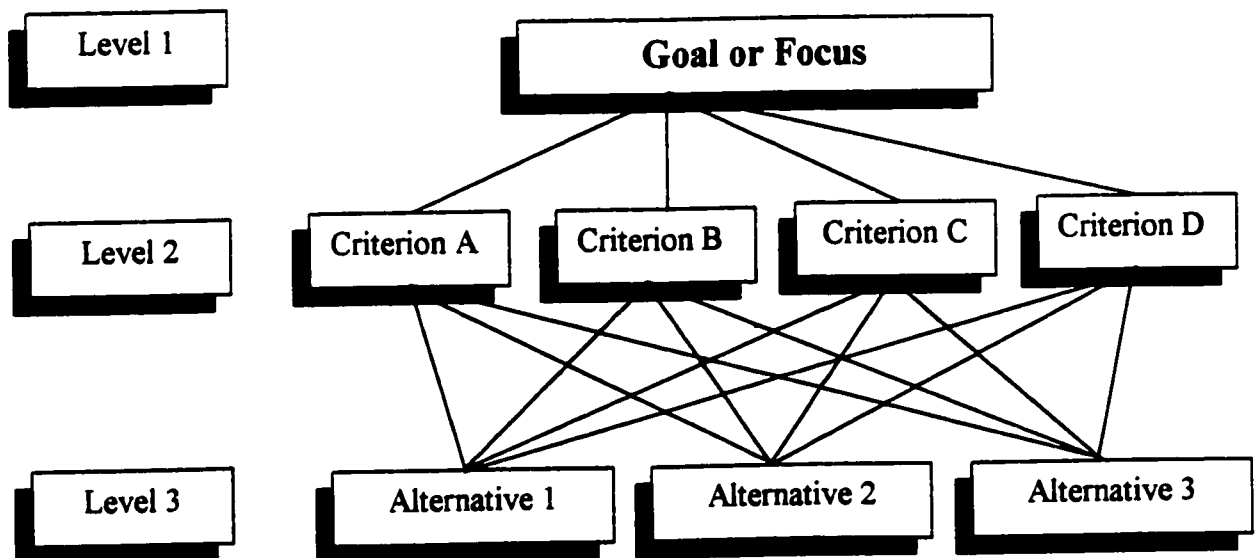 Level 1
Goal or Focus
Level 2
Criterion A
Criterion B
Criterion C
Criterion D
Level 3
Alternative 1
Alternative 2
Alternative 3